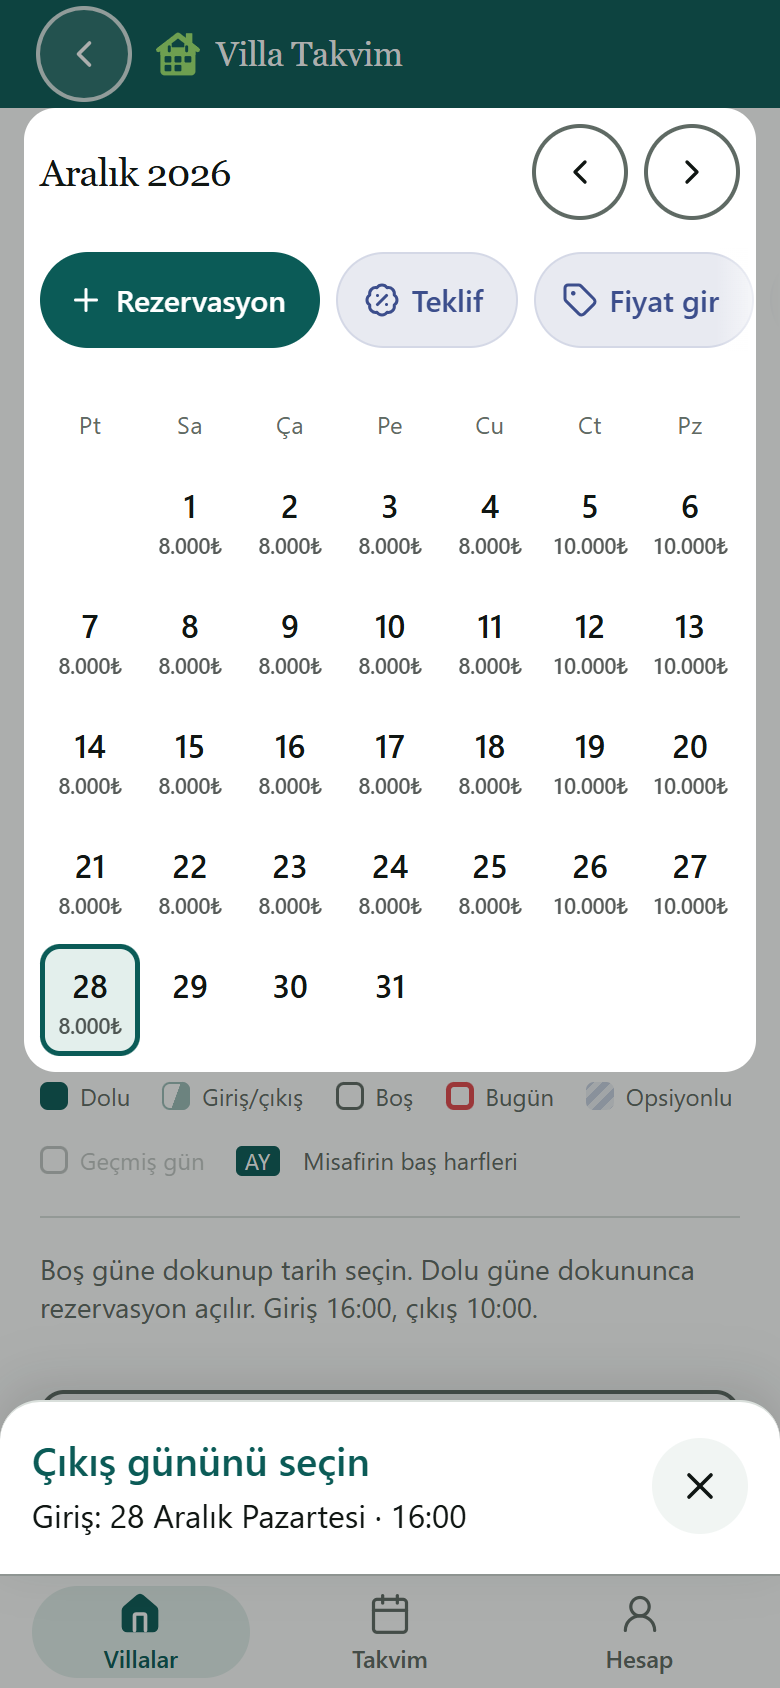 Villa Takvim
Aralık 2026
Rezervasyon
Teklif
Fiyat gir
Pt Sa Ça Pe Cu Ct Pz
1 2 3 4 5 6
8.000₺ 8.000₺ 8.000₺ 8.000₺ 10.000₺ 10.000₺
7 8 9 10 11 12 13
8.000₺ 8.000₺ 8.000₺ 8.000₺ 8.000₺ 10.000₺ 10.000₺
14 15 16 17 18 19 20
8.000₺ 8.000₺ 8.000₺ 8.000₺ 8.000₺ 10.000₺ 10.000₺
21 22 23 24 25 26 27
8.000₺ 8.000₺ 8.000₺ 8.000₺ 8.000₺ 10.000₺ 10.000₺
28 29 30 31
8.000₺
Dolu Giriş/çıkış Boş Bugün Opsiyonlu
Geçmiş gün AY Misafirin baş harfleri
Boş güne dokunup tarih seçin. Dolu güne dokununca
rezervasyon açılır. Giriş 16:00, çıkış 10:00.
Çıkış gününü seçin
Giriş: 28 Aralık Pazartesi · 16:00
Villalar Takvim Hesap